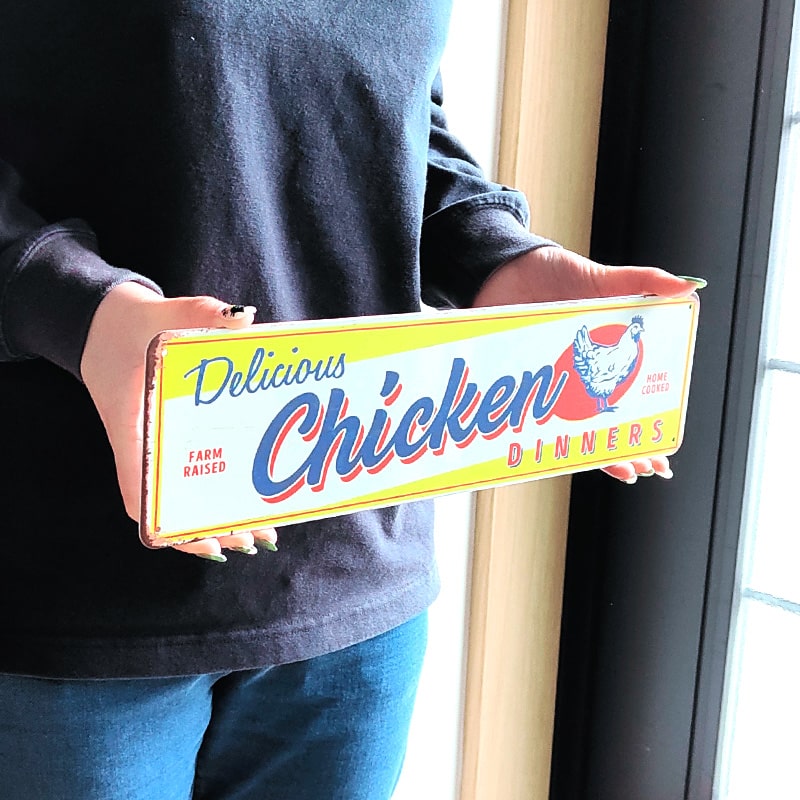 Delicious
Chicken
DINNERS
FARM
RAISED
HOME
COOKED